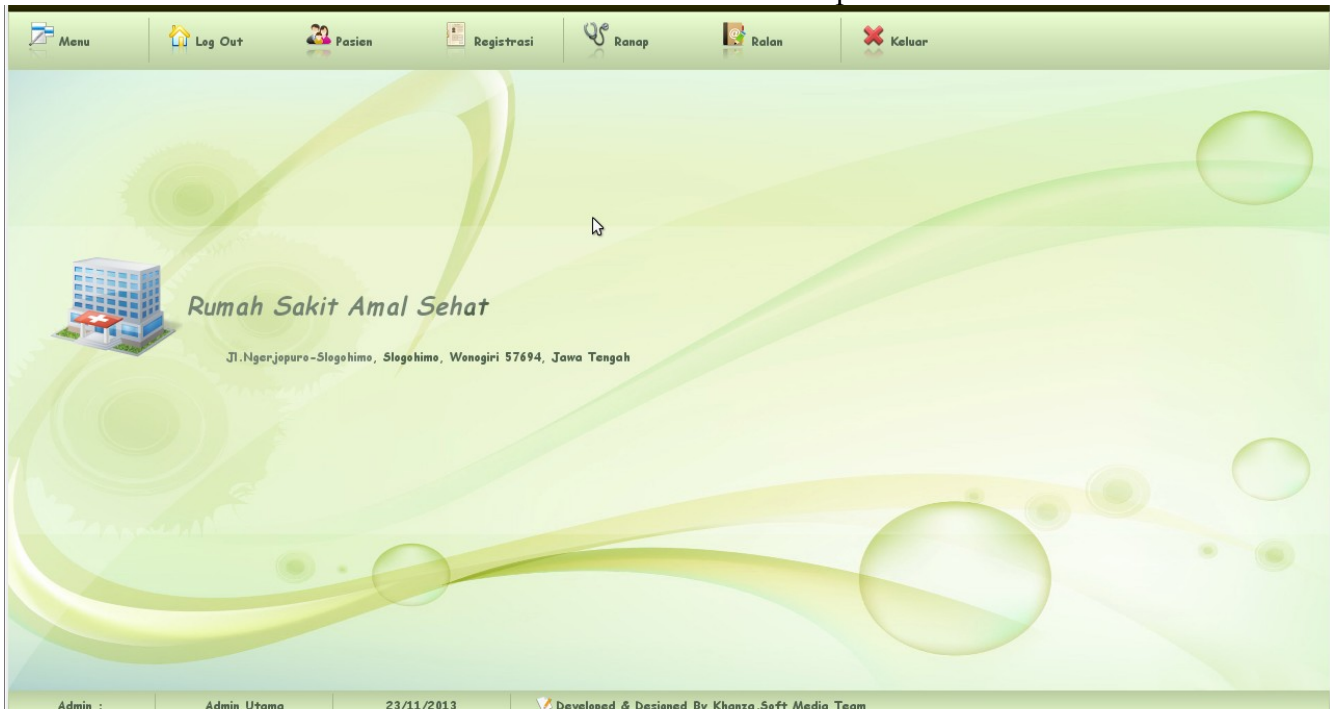 Menu Log Out Pasien Registrasi Ranap Ralan Keluar
Rumah Sakit Amal Sehat
Jl.Ngerjopuro-Slogohimo, Slogohimo, Wonogiri 57694, Jawa Tengah
Admin : Admin Utama 23/11/2013 Developed & Designed By Khanza.Soft Media Team